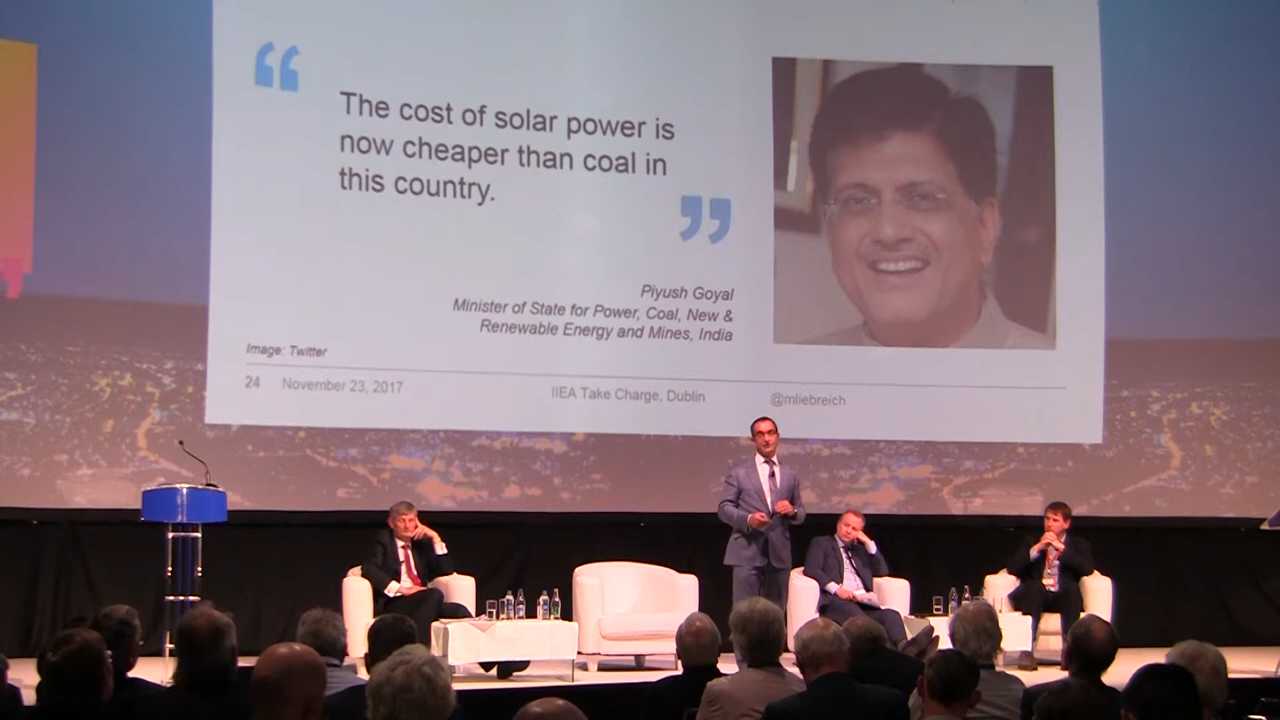 “
The cost of solar power is
now cheaper than coal in
this country.
”
Piyush Goyal
Minister of State for Power, Coal, New &
Renewable Energy and Mines, India
Image: Twitter
24 November 23, 2017 IIEA Take Charge, Dublin @mliebreich